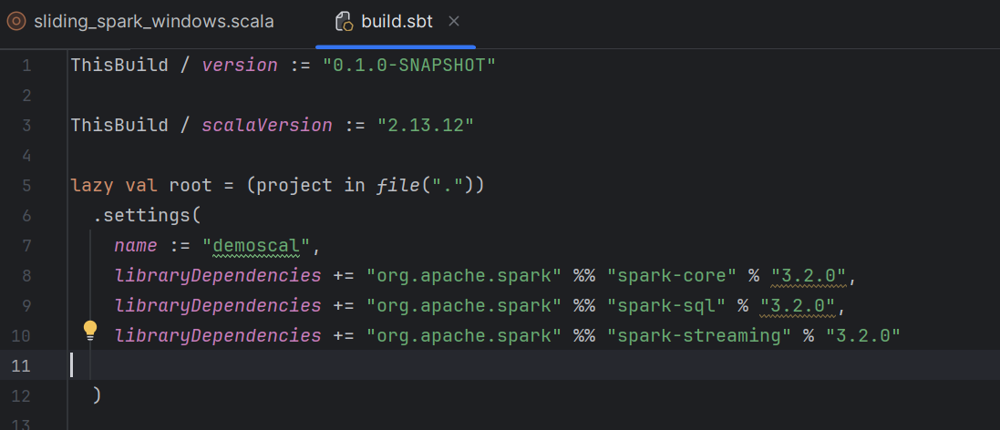 sliding_spark_windows.scala build.sbt
1 ThisBuild / version := "0.1.0-SNAPSHOT"
2
3 ThisBuild / scalaVersion := "2.13.12"
4
5 lazy val root = (project in file("."))
6 .settings(
7 name := "demoscal",
8 libraryDependencies += "org.apache.spark" %% "spark-core" % "3.2.0",
9 libraryDependencies += "org.apache.spark" %% "spark-sql" % "3.2.0",
10 libraryDependencies += "org.apache.spark" %% "spark-streaming" % "3.2.0"
11
12 )
13